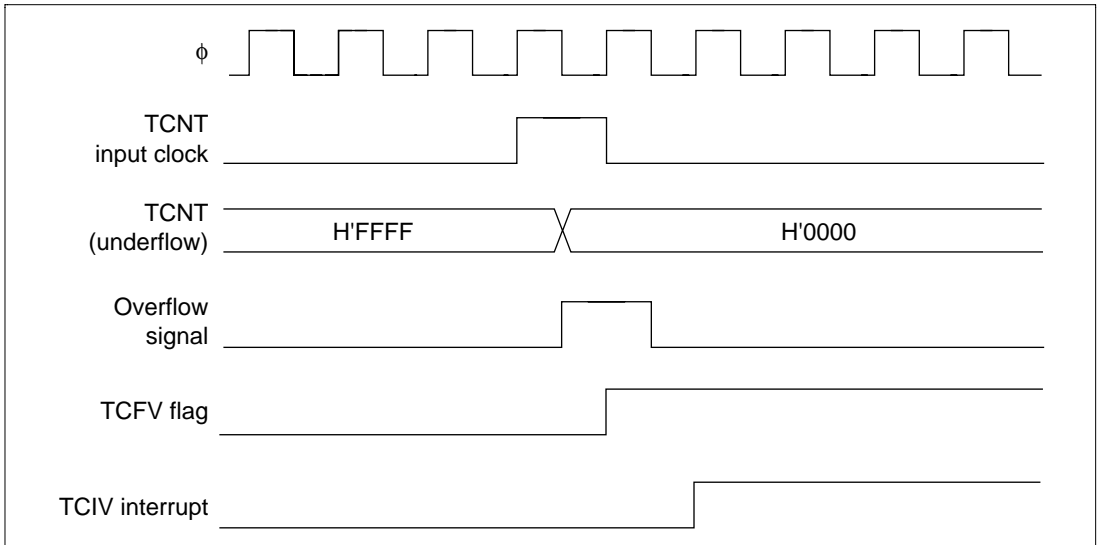 ϕ
TCNT
input clock
TCNT
(underflow)
H'FFFF
H'0000
Overflow
signal
TCFV flag
TCIV interrupt